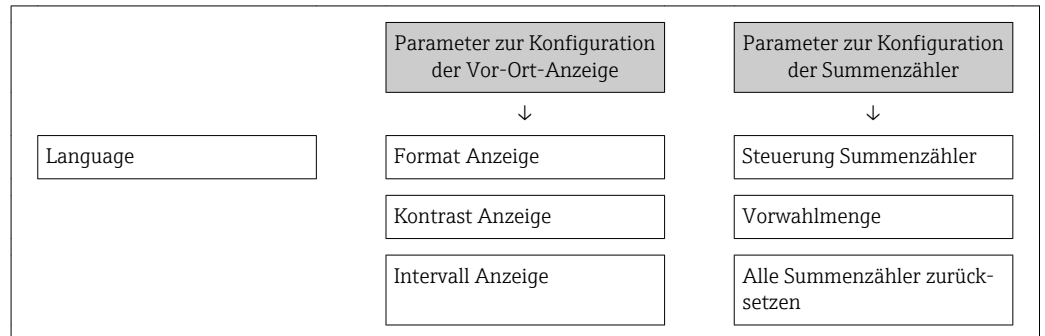 Parameter zur Konfiguration
der Vor-Ort-Anzeige
Parameter zur Konfiguration
der Summenzähler
↓
↓
Language
Format Anzeige
Steuerung Summenzähler
Kontrast Anzeige
Vorwahlmenge
Intervall Anzeige
Alle Summenzähler zurück-
setzen